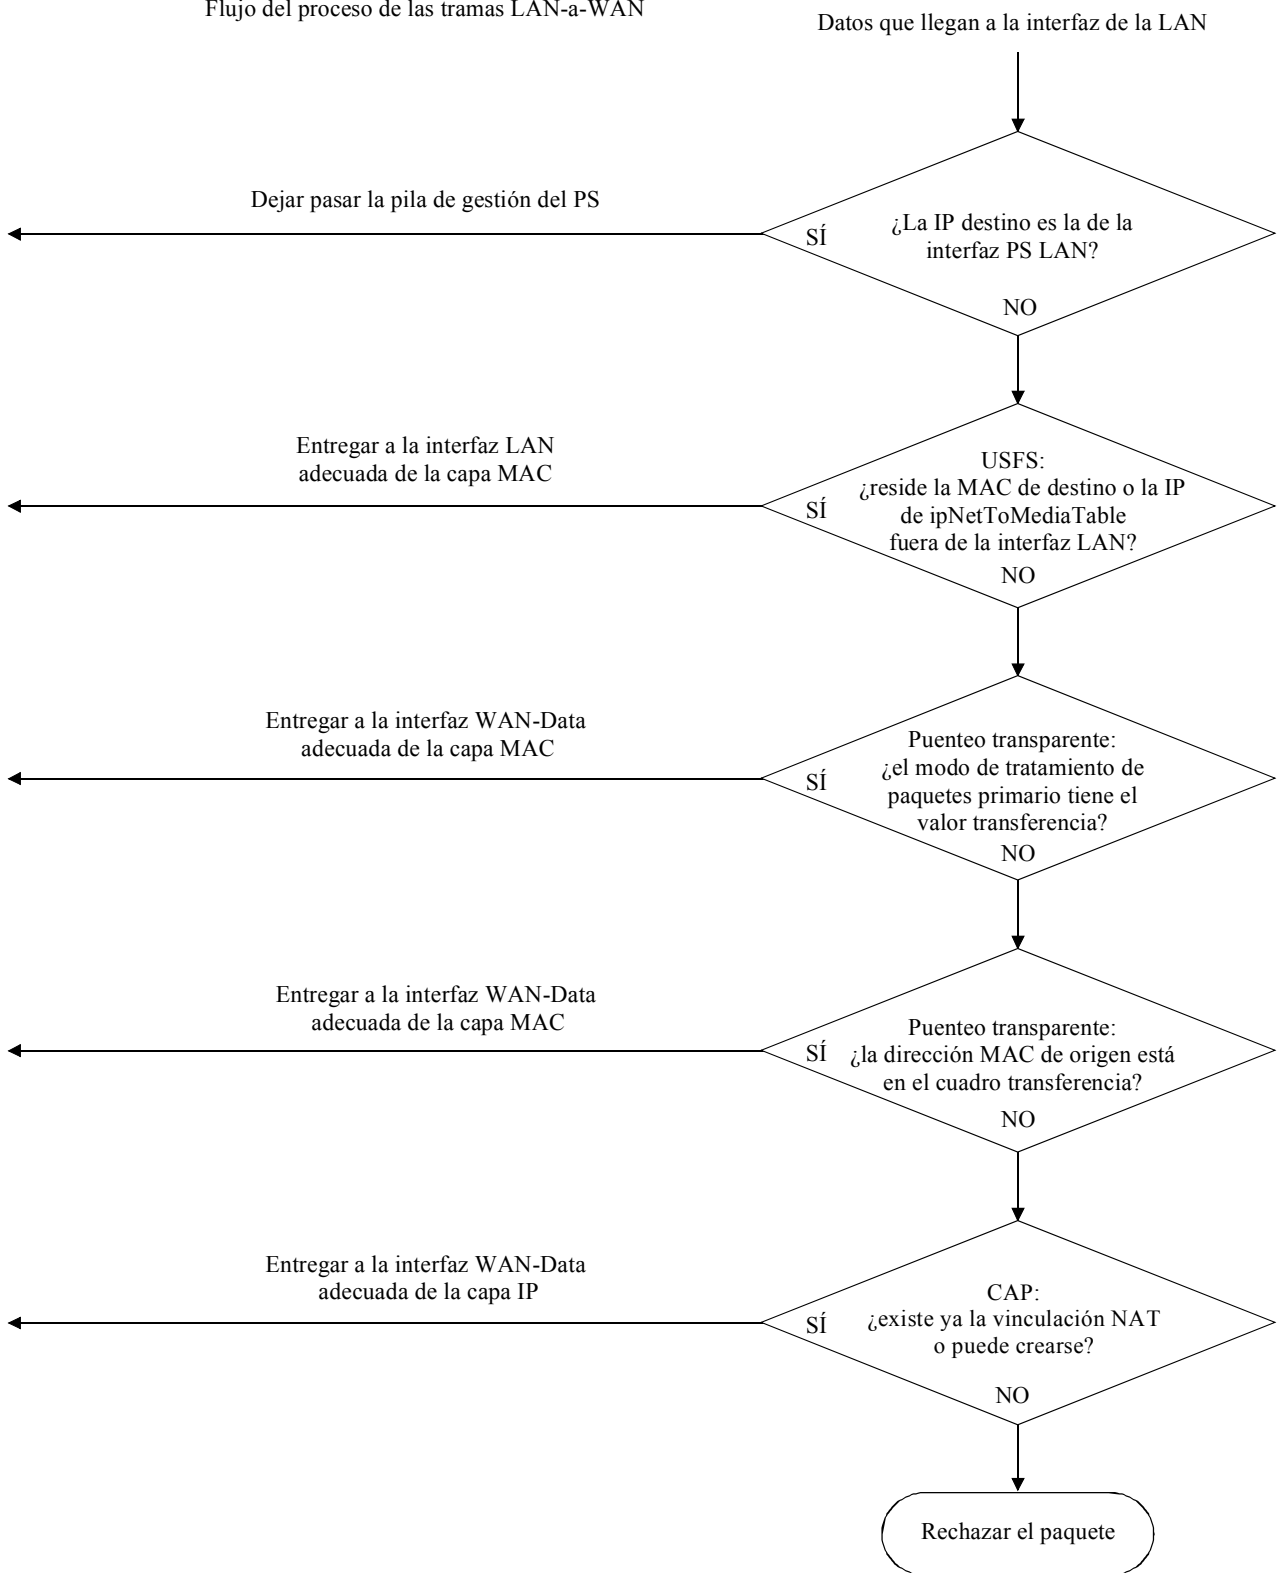 Flujo del proceso de las tramas LAN-a-WAN
Datos que llegan a la interfaz de la LAN
Dejar pasar la pila de gestión del PS
SÍ
¿La IP destino es la de la
interfaz PS LAN?
NO
Entregar a la interfaz LAN
adecuada de la capa MAC
SÍ
USFS:
¿reside la MAC de destino o la IP
de ipNetToMediaTable
fuera de la interfaz LAN?
NO
Entregar a la interfaz WAN-Data
adecuada de la capa MAC
SÍ
Puenteo transparente:
¿el modo de tratamiento de
paquetes primario tiene el
valor transferencia?
NO
Entregar a la interfaz WAN-Data
adecuada de la capa MAC
SÍ
Puenteo transparente:
¿la dirección MAC de origen está
en el cuadro transferencia?
NO
Entregar a la interfaz WAN-Data
adecuada de la capa IP
SÍ
CAP:
¿existe ya la vinculación NAT
o puede crearse?
NO
Rechazar el paquete